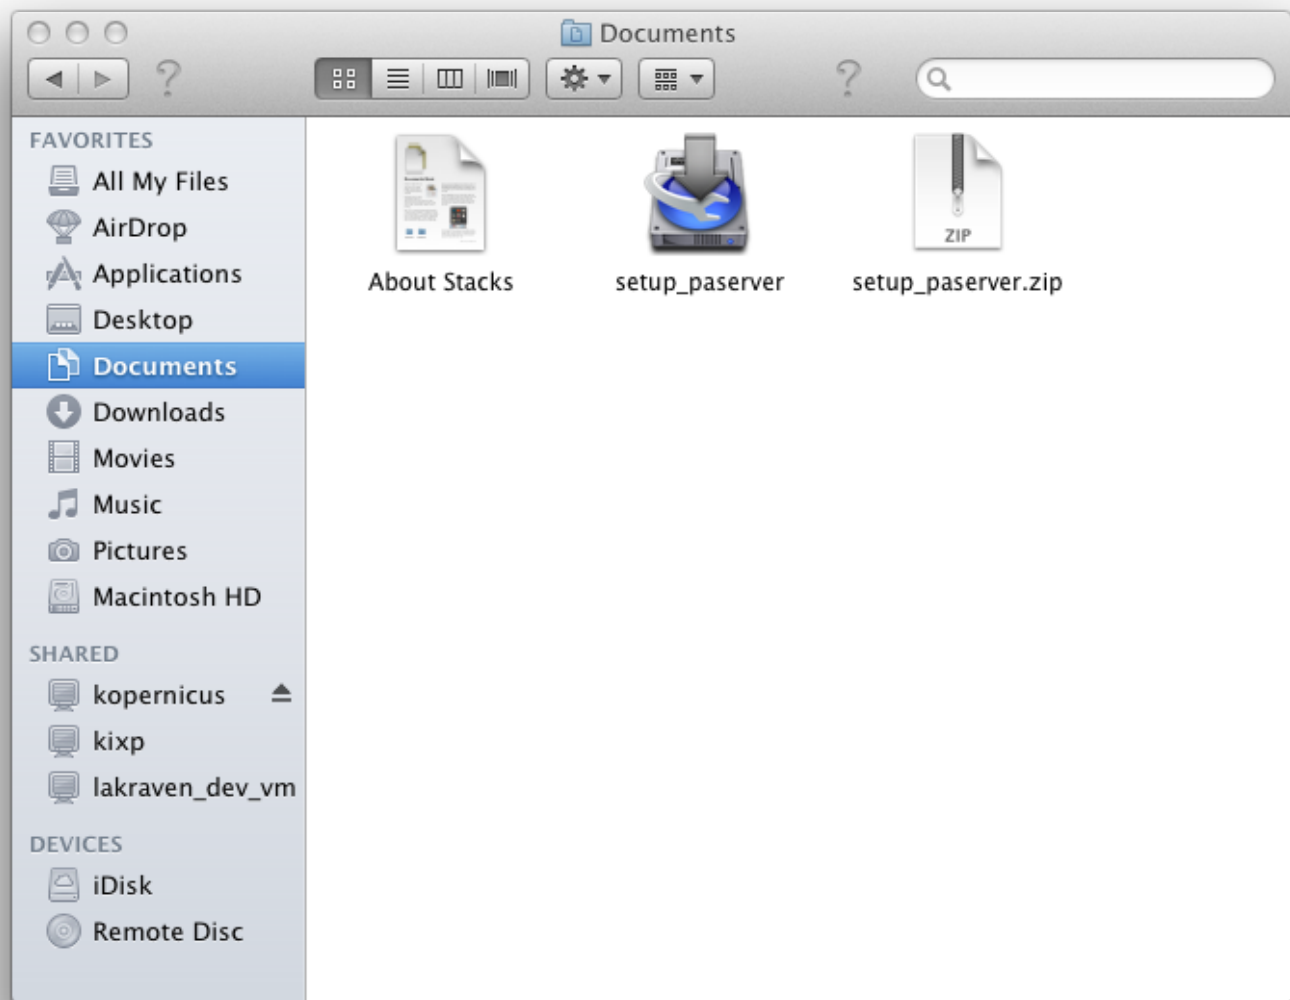 Documents
?
?
FAVORITES
All My Files
AirDrop
Applications
Desktop
Documents
Downloads
Movies
Music
Pictures
Macintosh HD
SHARED
kopernicus
kixp
lakraven_dev_vm
DEVICES
iDisk
Remote Disc
About Stacks
setup_paserver
ZIP
setup_paserver.zip